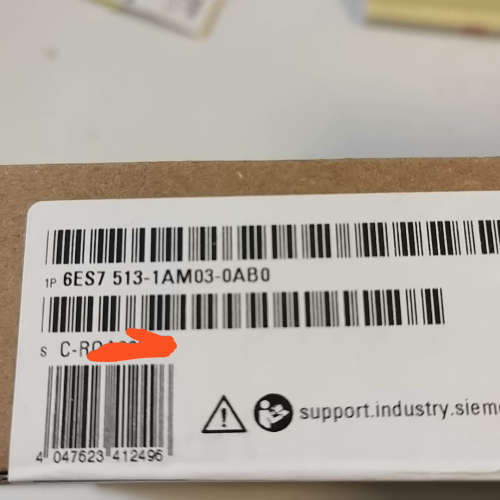 1P 6ES7 513-1AM03-0AB0
S C-R
support.industry.sieme
4 047623 412496